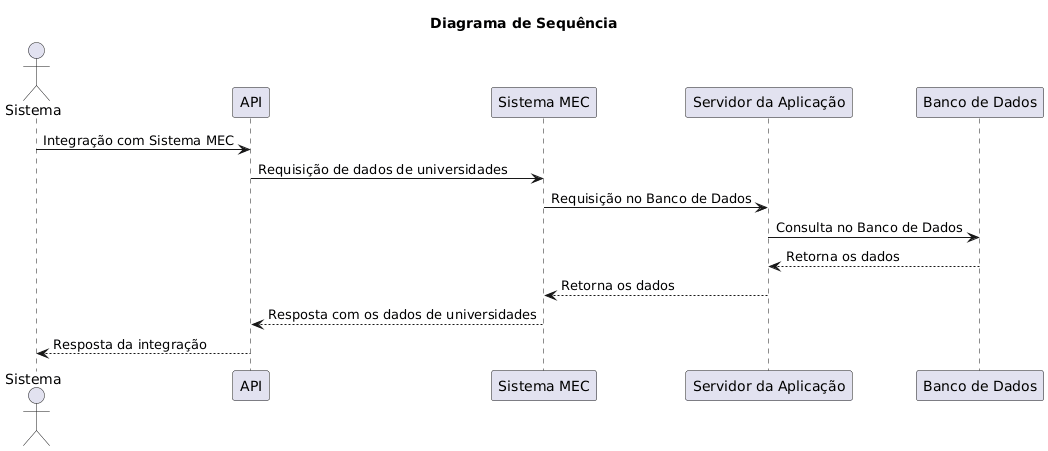 Diagrama de Sequência
Sistema
API
Sistema MEC
Servidor da Aplicação
Banco de Dados
Integração com Sistema MEC
Requisição de dados de universidades
Requisição no Banco de Dados
Consulta no Banco de Dados
Retorna os dados
Retorna os dados
Resposta com os dados de universidades
Resposta da integração
Sistema
API
Sistema MEC
Servidor da Aplicação
Banco de Dados